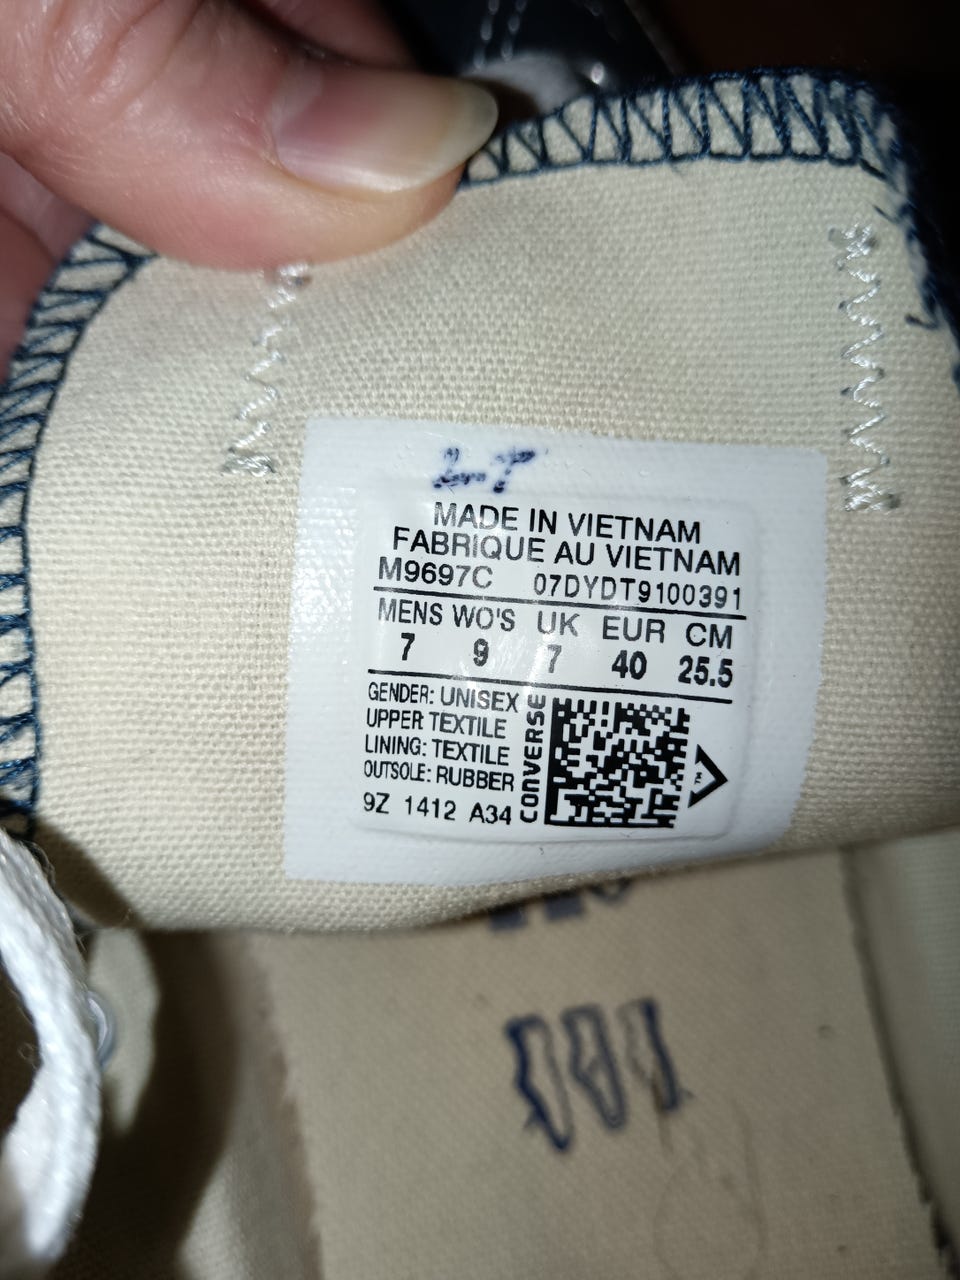 MADE IN VIETNAM
FABRIQUE AU VIETNAM
M9697C 07DYDT9100391
MENS WO'S UK EUR CM
7 9 7 40 25.5
GENDER: UNISEX
UPPER TEXTILE
LINING: TEXTILE
OUTSOLE: RUBBER
9Z 1412 A34
CONVERSE